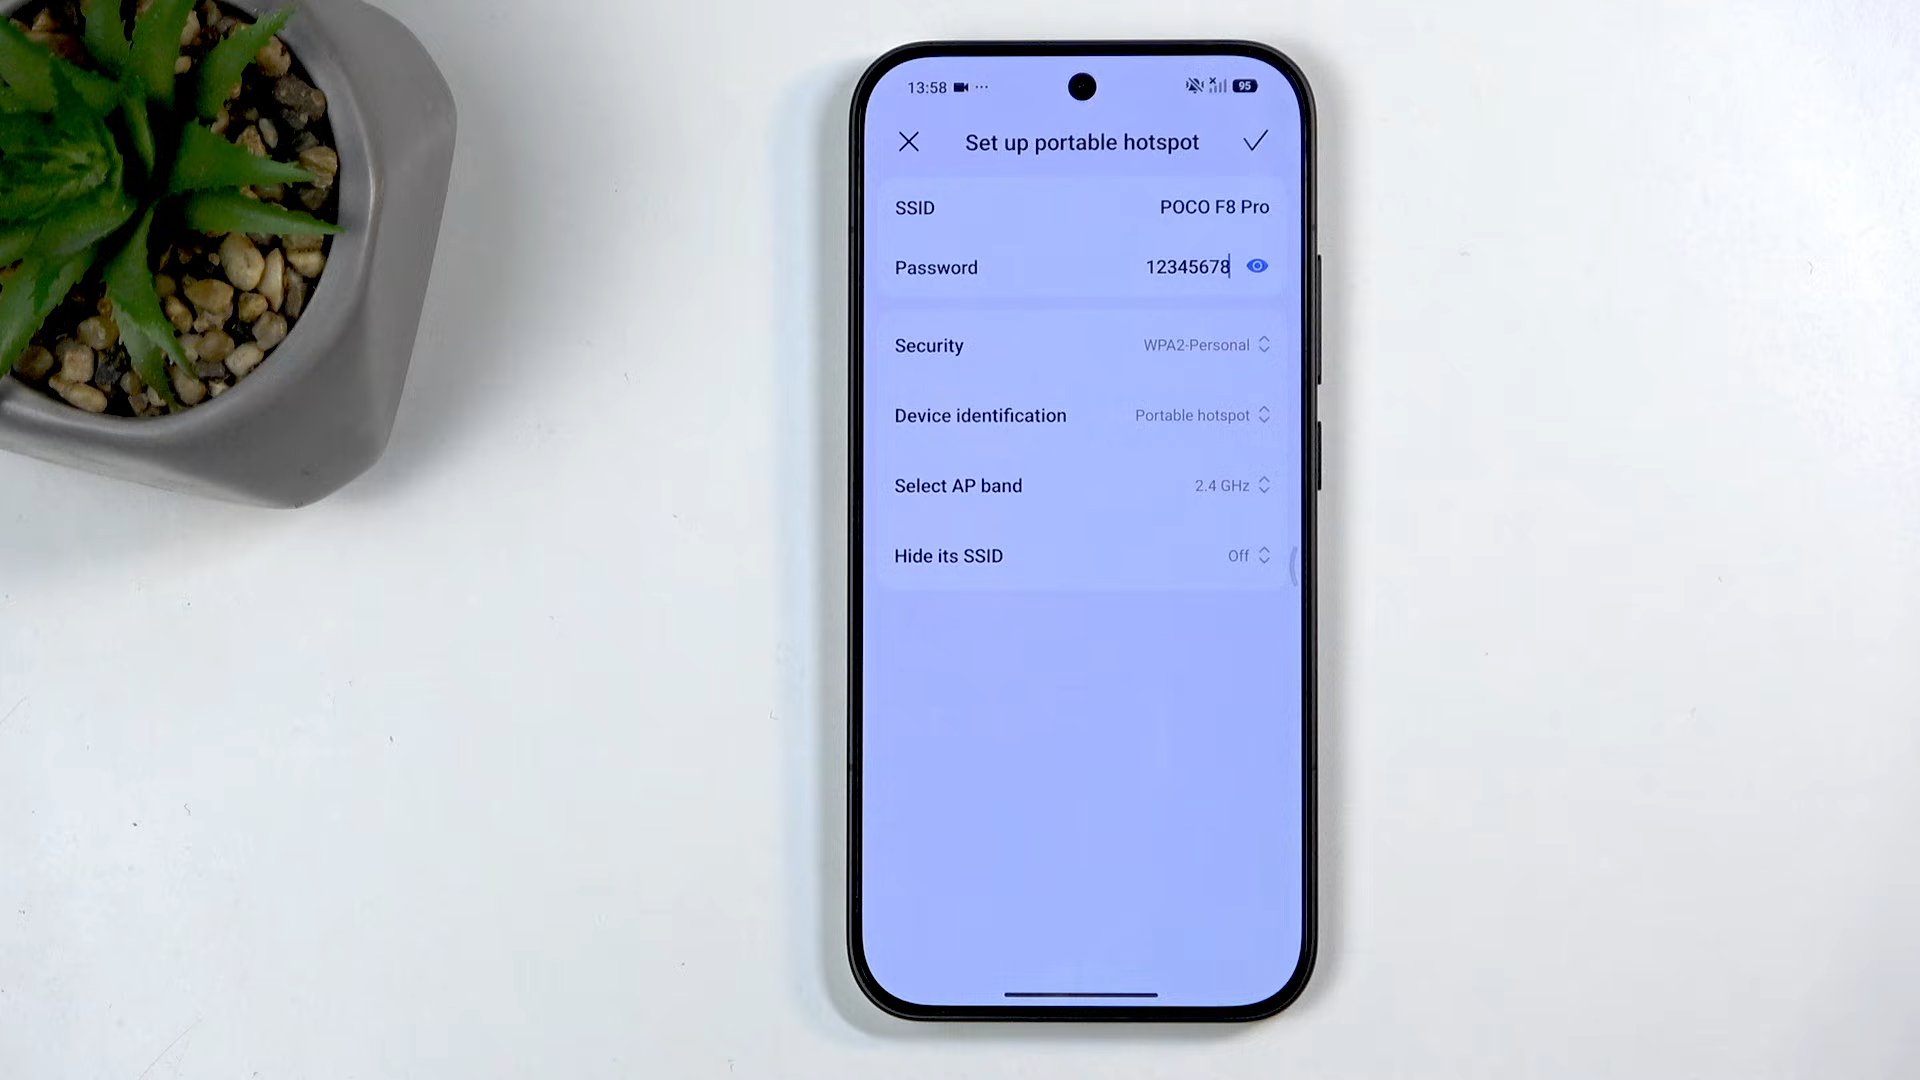 13:58 ... 95
Set up portable hotspot
SSID POCO F8 Pro
Password 12345678
Security WPA2-Personal
Device identification Portable hotspot
Select AP band 2.4 GHz
Hide its SSID Off